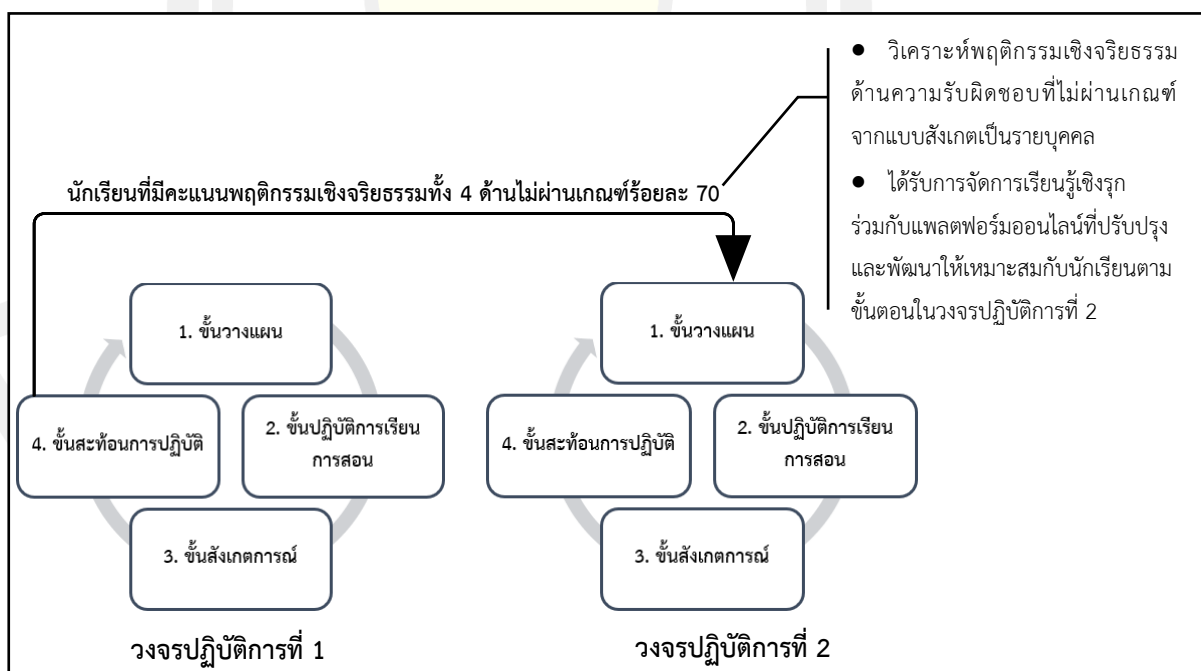 ● วิเคราะห์พฤติกรรมเชิงจริยธรรม
ด้านความรับผิดชอบที่ไม่ผ่านเกณฑ์
จากแบบสังเกตเป็นรายบุคคล
● ได้รับการจัดการเรียนรู้เชิงรุก
ร่วมกับแพลตฟอร์มออนไลน์ที่ปรับปรุง
และพัฒนาให้เหมาะสมกับนักเรียนตาม
ขั้นตอนในวงจรปฏิบัติการที่ 2
นักเรียนที่มีคะแนนพฤติกรรมเชิงจริยธรรมทั้ง 4 ด้านไม่ผ่านเกณฑ์ร้อยละ 70
1. ขั้นวางแผน
2. ขั้นปฏิบัติการเรียน
การสอน
3. ขั้นสังเกตการณ์
4. ขั้นสะท้อนการปฏิบัติ
วงจรปฏิบัติการที่ 1
1. ขั้นวางแผน
2. ขั้นปฏิบัติการเรียน
การสอน
3. ขั้นสังเกตการณ์
4. ขั้นสะท้อนการปฏิบัติ
วงจรปฏิบัติการที่ 2